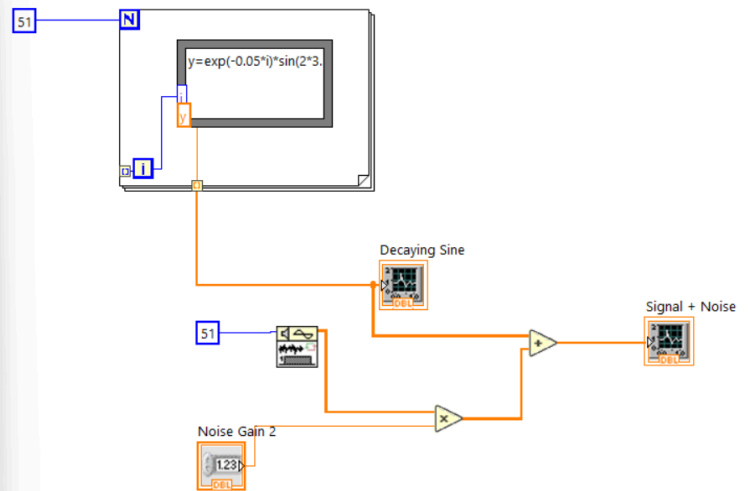 51
N
y=exp(-0.05*i)*sin(2*3.
i
y
i
Decaying Sine
DBL
Signal + Noise
DBL
51
+
×
Noise Gain 2
1.23
DBL